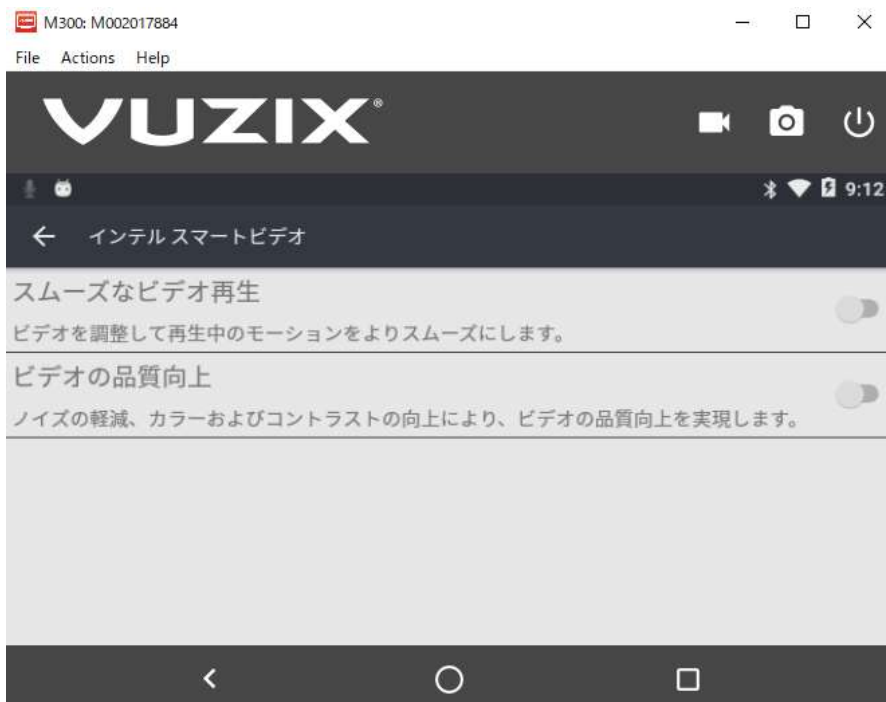 M300: M002017884
File Actions Help
VUZIX®
9:12
インテル スマートビデオ
スムーズなビデオ再生
ビデオを調整して再生中のモーションをよりスムーズにします。
ビデオの品質向上
ノイズの軽減、カラーおよびコントラストの向上により、ビデオの品質向上を実現します。